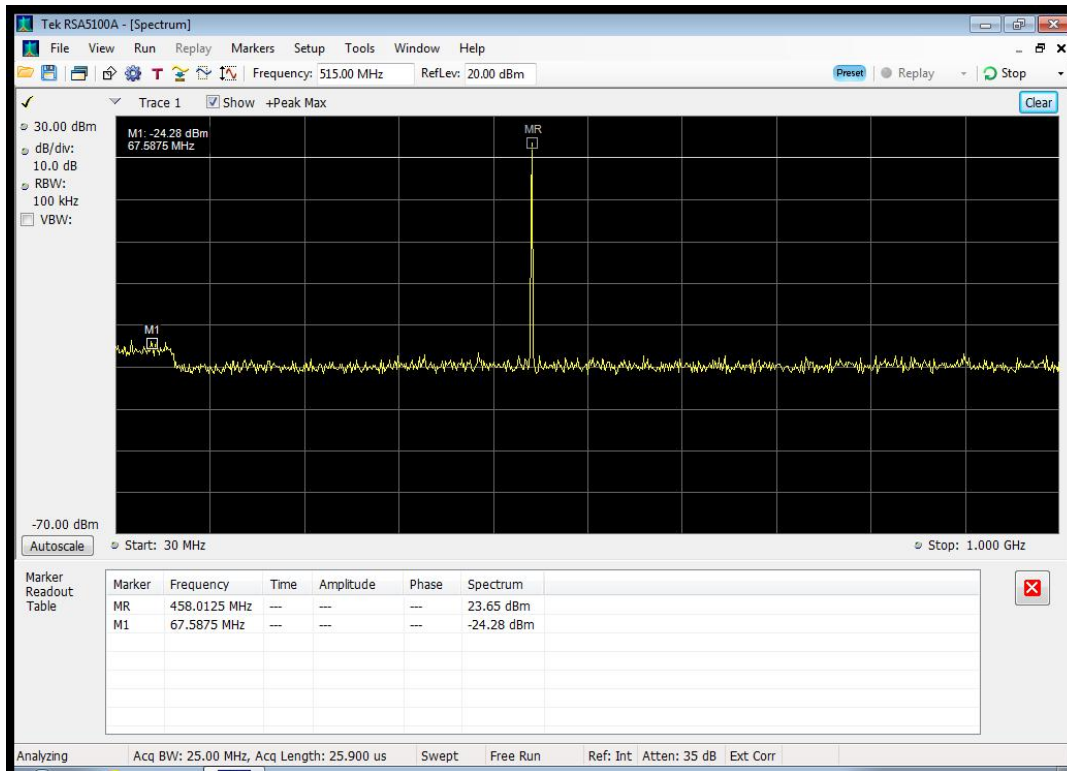 Tek RSA5100A - [Spectrum]
File View Run Replay Markers Setup Tools Window Help
Frequency: 515.00 MHz RefLev: 20.00 dBm Preset Replay Stop
Trace 1 Show +Peak Max Clear
30.00 dBm
dB/div:
10.0 dB
RBW:
100 kHz
VBW:
M1: -24.28 dBm
67.5875 MHz
MR
M1
-70.00 dBm
Autoscale Start: 30 MHz Stop: 1.000 GHz
Marker
Readout
Table
Marker Frequency Time Amplitude Phase Spectrum
MR 458.0125 MHz --- --- --- 23.65 dBm
M1 67.5875 MHz --- --- --- -24.28 dBm
Analyzing Acq BW: 25.00 MHz, Acq Length: 25.900 us Swept Free Run Ref: Int Atten: 35 dB Ext Corr